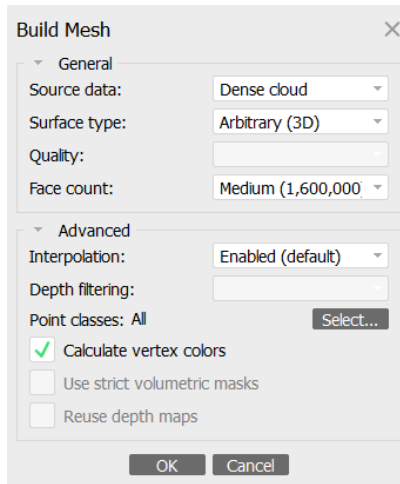 Build Mesh
General
Source data: Dense cloud
Surface type: Arbitrary (3D)
Quality:
Face count: Medium (1,600,000)
Advanced
Interpolation: Enabled (default)
Depth filtering:
Point classes: All Select...
Calculate vertex colors
Use strict volumetric masks
Reuse depth maps
OK Cancel